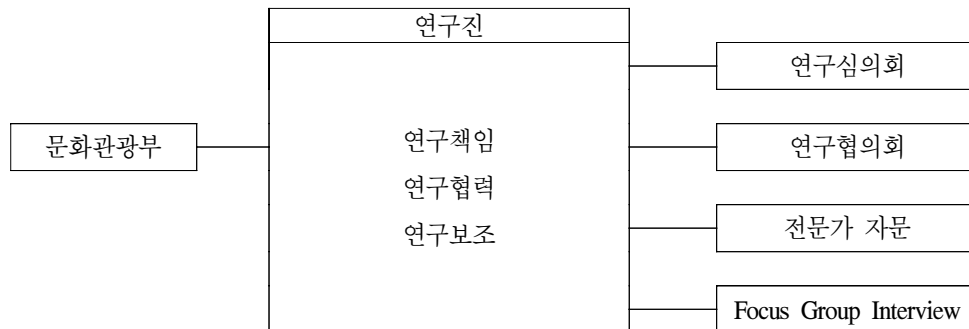 연구진
문화관광부
연구책임
연구협력
연구보조
연구심의회
연구협의회
전문가 자문
Focus Group Interview